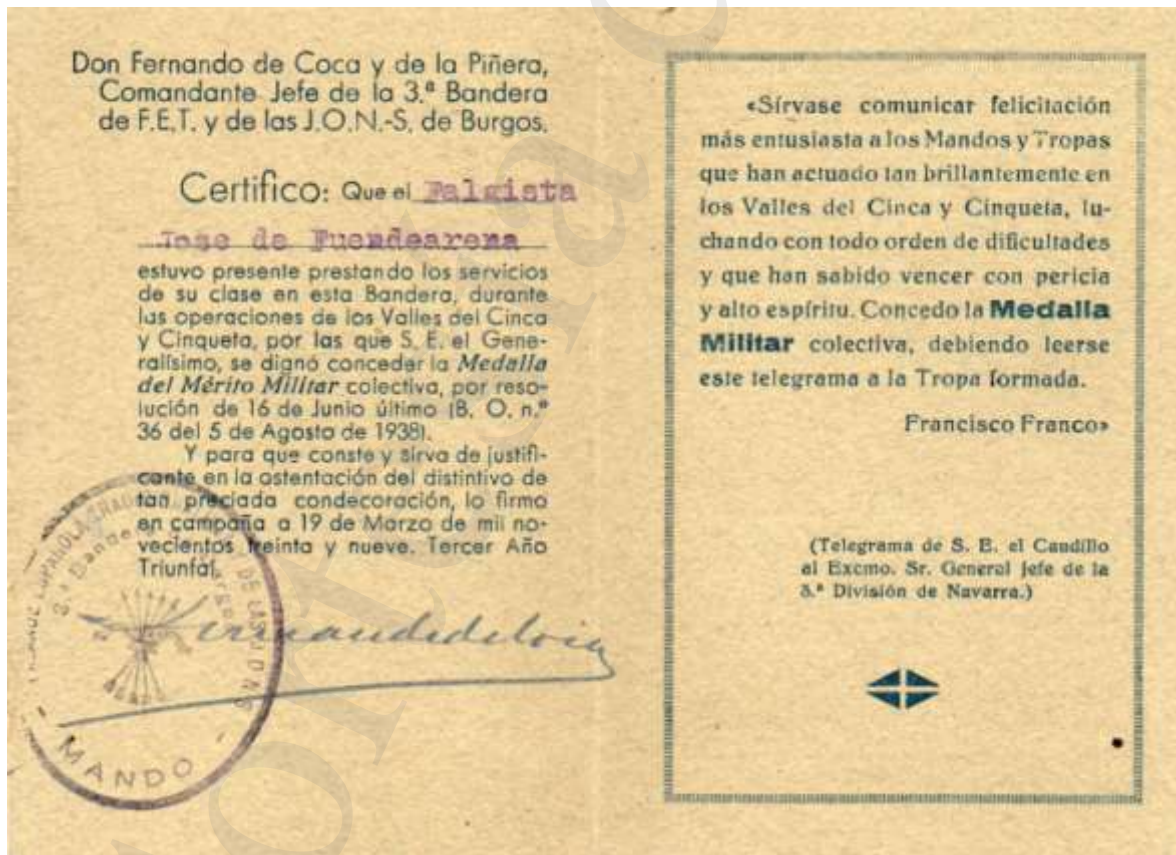 Don Fernando de Coca y de la Piñera,
Comandante Jefe de la 3.ª Bandera
de F.E.T. y de las J.O.N.-S. de Burgos.
Certifico: Que el Falgista
Jose de Fuendearena
estuvo presente prestando los servicios
de su clase en esta Bandera, durante
las operaciones de los Valles del Cinca
y Cinqueta, por las que S. E. el Gene-
ralísimo, se dignó conceder la Medalla
del Mérito Militar colectiva, por reso-
lución de 16 de Junio último (B. O. n.º
36 del 5 de Agosto de 1938).
Y para que conste y sirva de justifi-
cante en la ostentación del distintivo de
tan preciada condecoración, lo firmo
en campaña a 19 de Marzo de mil no-
vecientos treinta y nueve. Tercer Año
Triunfal.
ESPAÑOLA TRAD DE LAS J O N S
3.ª Bandera Burgos
- MANDO -
«Sírvase comunicar felicitación
más entusiasta a los Mandos y Tropas
que han actuado tan brillantemente en
los Valles del Cinca y Cinqueta, lu-
chando con todo orden de dificultades
y que han sabido vencer con pericia
y alto espíritu. Concedo la Medalla
Militar colectiva, debiendo leerse
este telegrama a la Tropa formada.
Francisco Franco»
(Telegrama de S. E. el Caudillo
al Excmo. Sr. General Jefe de la
3.ª División de Navarra.)